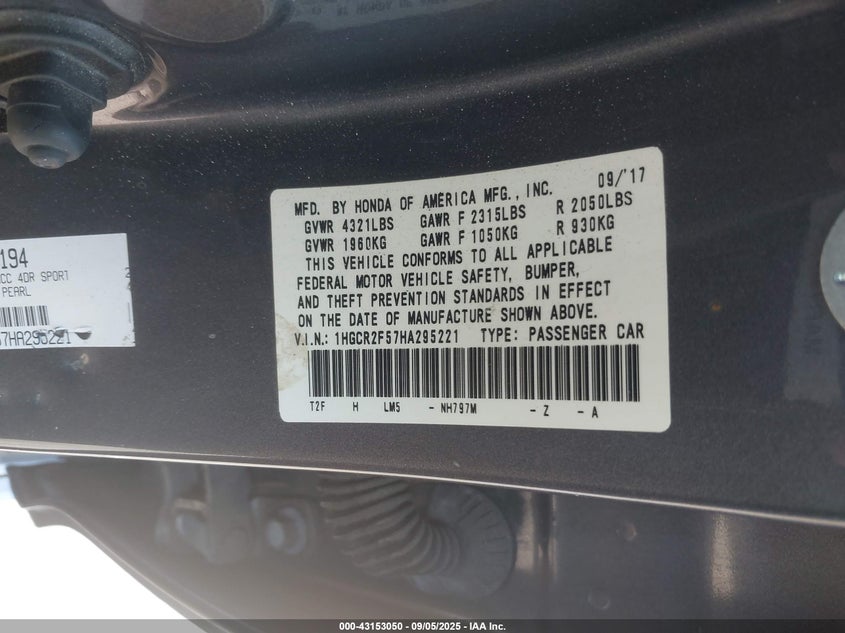 09/'17
MFD. BY HONDA OF AMERICA MFG., INC.
GVWR 4321LBS GAWR F 2315LBS R 2050LBS
GVWR 1960KG GAWR F 1050KG R 930KG
THIS VEHICLE CONFORMS TO ALL APPLICABLE
FEDERAL MOTOR VEHICLE SAFETY, BUMPER,
AND THEFT PREVENTION STANDARDS IN EFFECT
ON THE DATE OF MANUFACTURE SHOWN ABOVE.
V.I.N.: 1HGCR2F57HA295221 TYPE: PASSENGER CAR
T2F H LM5 - NH797M - Z - A
194
CC 4DR SPORT
PEARL
57HA295221
000-43153050 - 09/05/2025 - IAA Inc.